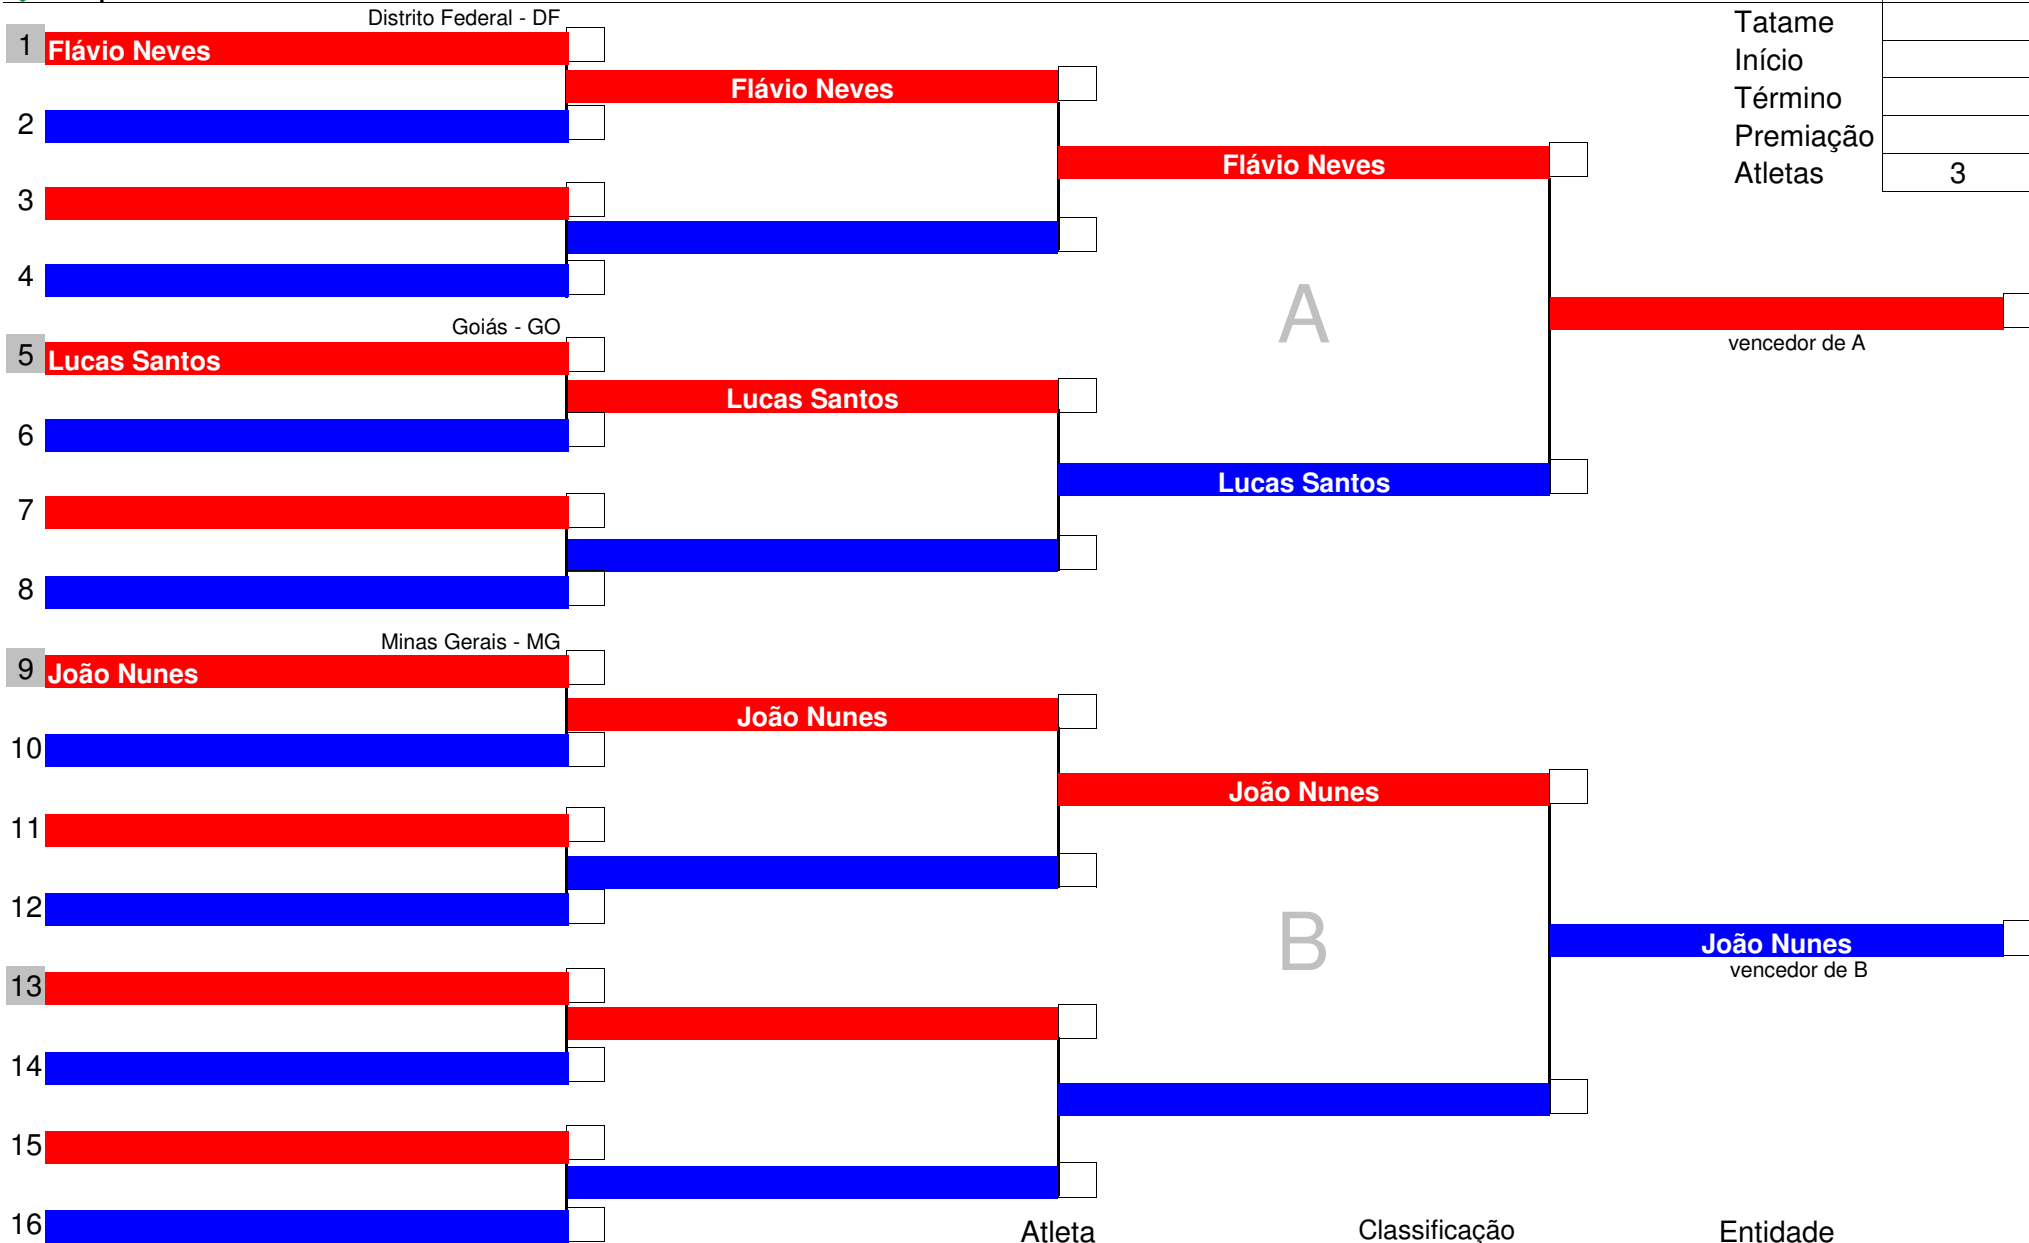 Distrito Federal - DF
1 Flávio Neves
Flávio Neves
2
Flávio Neves
3
4
Goiás - GO
5 Lucas Santos
Lucas Santos
6
Lucas Santos
7
8
A
vencedor de A
Minas Gerais - MG
9 João Nunes
João Nunes
10
João Nunes
11
12
B
João Nunes
vencedor de B
13
14
15
16
Tatame
Início
Término
Premiação
Atletas 3
Atleta Classificação Entidade